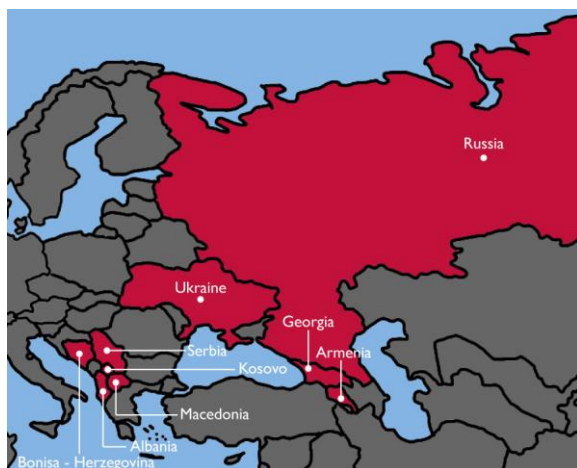 Russia
Ukraine
Georgia
Serbia
Armenia
Kosovo
Macedonia
Albania
Bonisa - Herzegovina